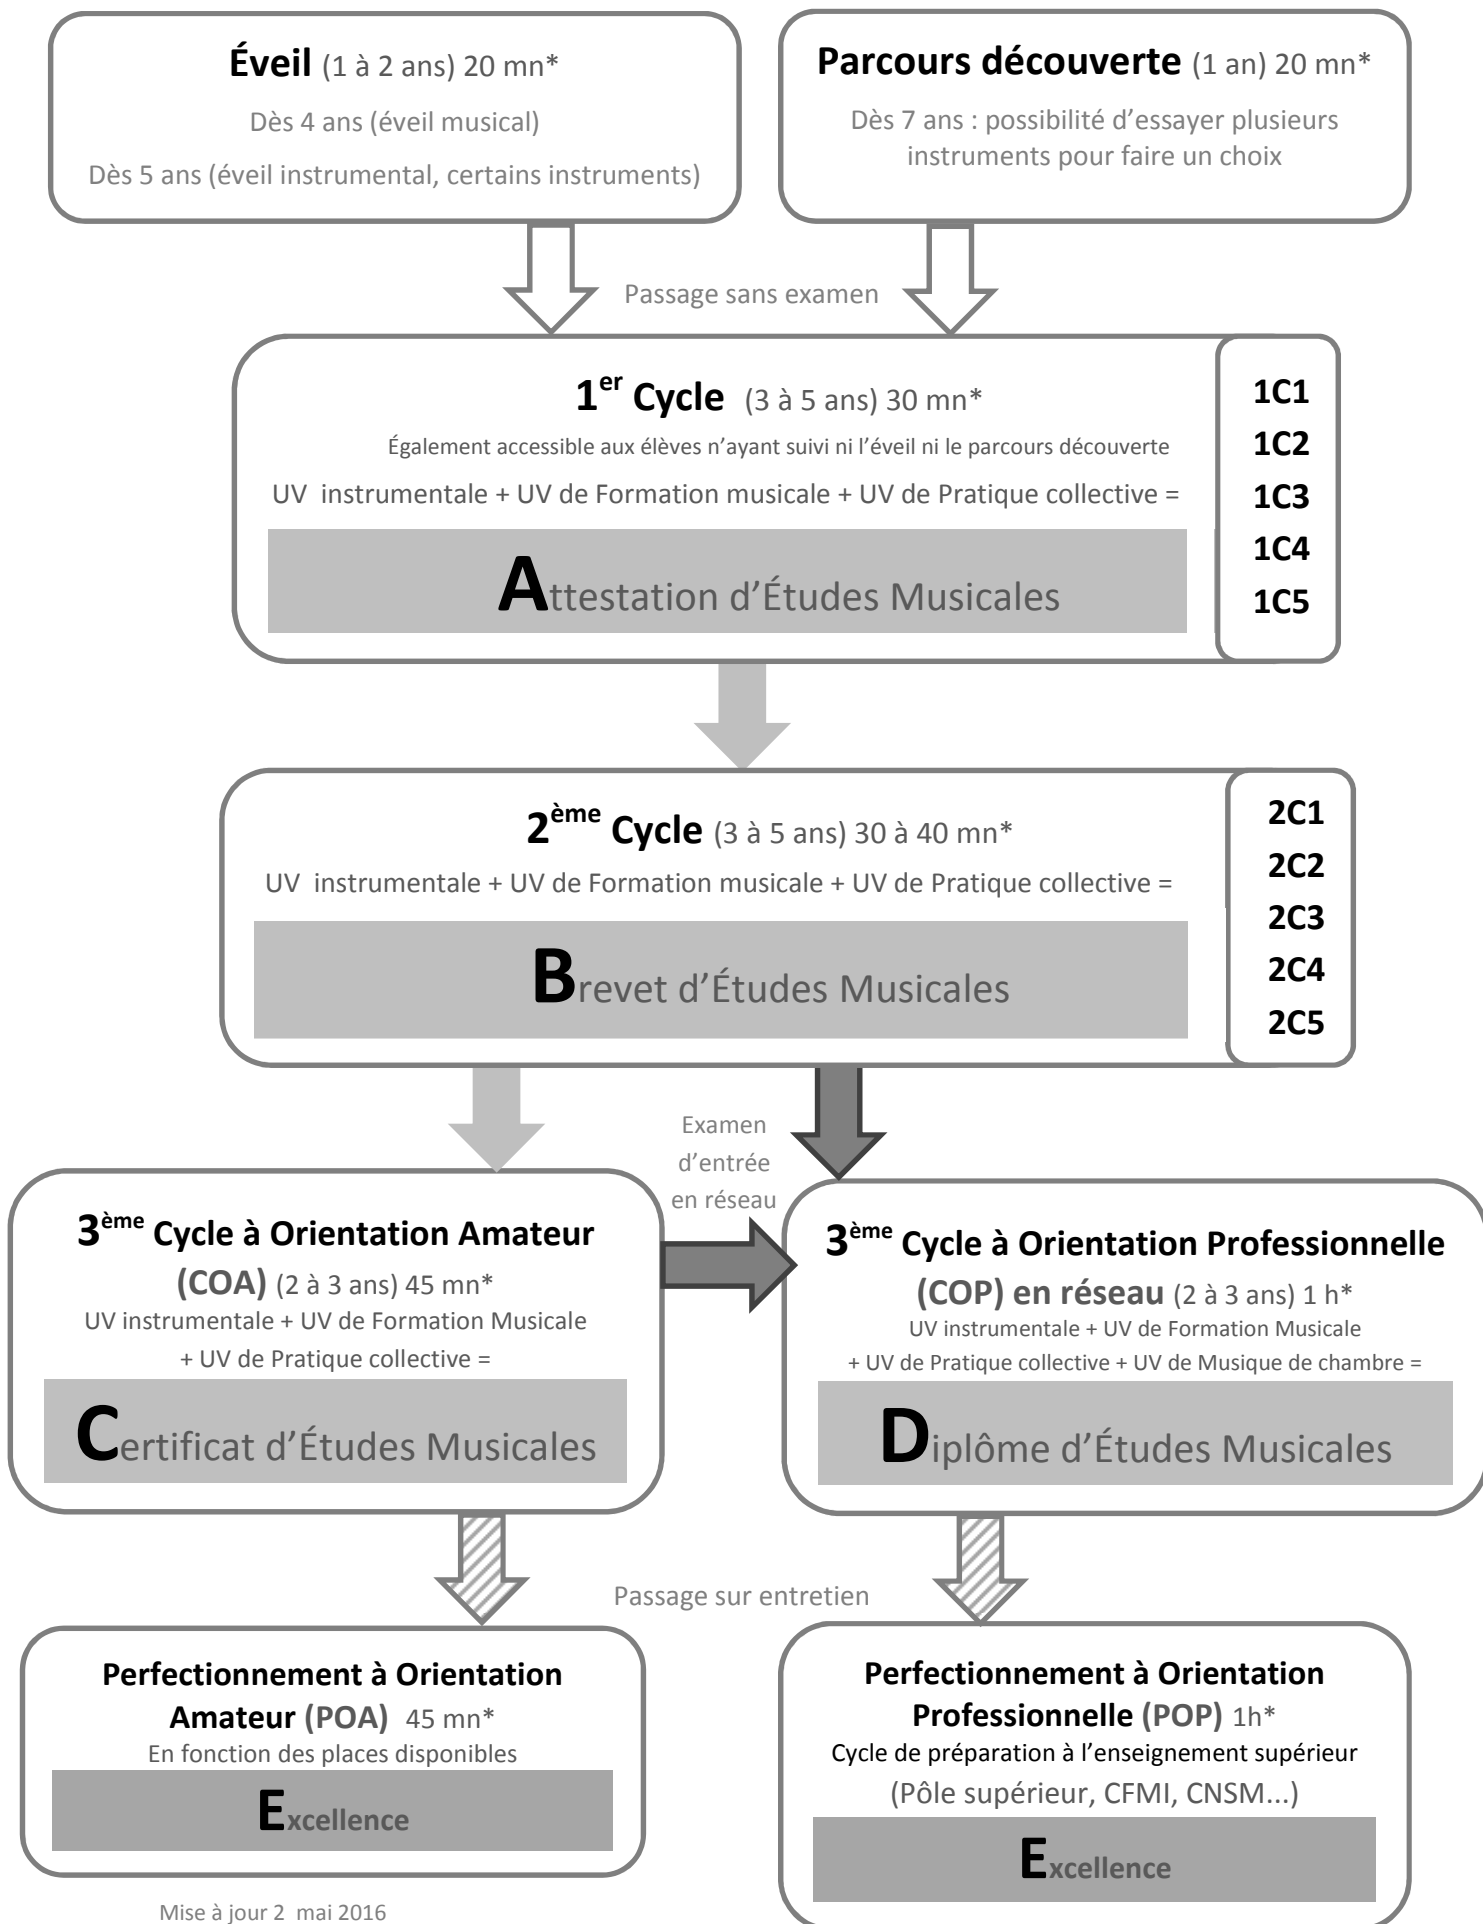 Éveil (1 à 2 ans) 20 mn*
Dès 4 ans (éveil musical)
Dès 5 ans (éveil instrumental, certains instruments)
Parcours découverte (1 an) 20 mn*
Dès 7 ans : possibilité d’essayer plusieurs
instruments pour faire un choix
Passage sans examen
1er Cycle (3 à 5 ans) 30 mn*
Également accessible aux élèves n’ayant suivi ni l’éveil ni le parcours découverte
UV instrumentale + UV de Formation musicale + UV de Pratique collective =
Attestation d’Études Musicales
1C1
1C2
1C3
1C4
1C5
2ème Cycle (3 à 5 ans) 30 à 40 mn*
UV instrumentale + UV de Formation musicale + UV de Pratique collective =
Brevet d’Études Musicales
2C1
2C2
2C3
2C4
2C5
Examen
d’entrée
en réseau
3ème Cycle à Orientation Amateur
(COA) (2 à 3 ans) 45 mn*
UV instrumentale + UV de Formation Musicale
+ UV de Pratique collective =
Certificat d’Études Musicales
3ème Cycle à Orientation Professionnelle
(COP) en réseau (2 à 3 ans) 1 h*
UV instrumentale + UV de Formation Musicale
+ UV de Pratique collective + UV de Musique de chambre =
Diplôme d’Études Musicales
Passage sur entretien
Perfectionnement à Orientation
Amateur (POA) 45 mn*
En fonction des places disponibles
Excellence
Perfectionnement à Orientation
Professionnelle (POP) 1h*
Cycle de préparation à l’enseignement supérieur
(Pôle supérieur, CFMI, CNSM...)
Excellence
Mise à jour 2 mai 2016